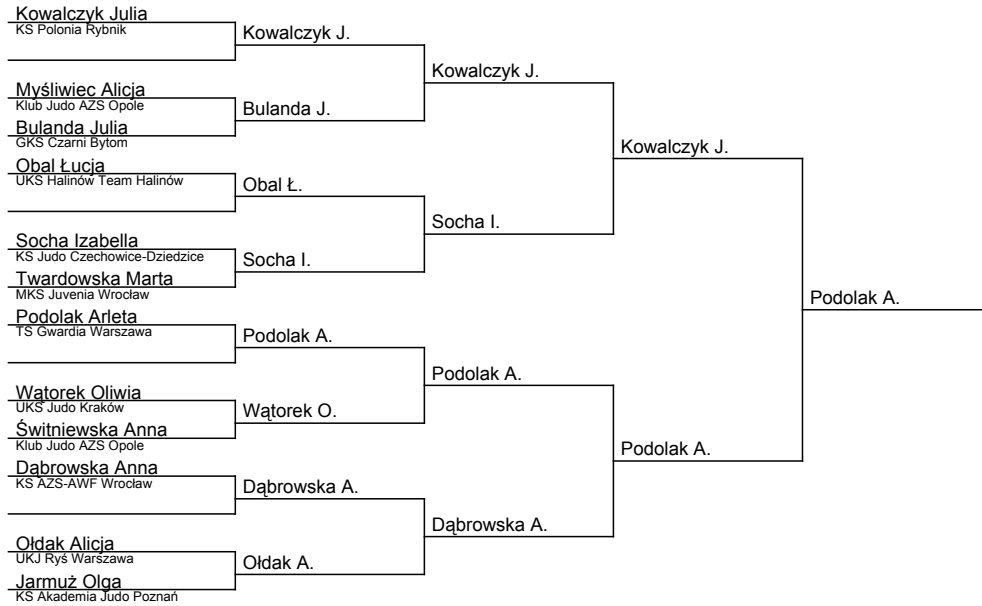 Kowalczyk Julia
KS Polonia Rybnik
Kowalczyk J.
Kowalczyk J.
Myśliwiec Alicja
Klub Judo AZS Opole
Bulanda J.
Bulanda Julia
GKS Czarni Bytom
Kowalczyk J.
Obal Łucja
UKS Halinów Team Halinów
Obal Ł.
Socha I.
Socha Izabella
KS Judo Czechowice-Dziedzice
Socha I.
Twardowska Marta
MKS Juvenia Wrocław
Podolak A.
Podolak Arleta
TS Gwardia Warszawa
Podolak A.
Podolak A.
Wątorek Oliwia
UKS Judo Kraków
Wątorek O.
Świtniewska Anna
Klub Judo AZS Opole
Podolak A.
Dąbrowska Anna
KS AZS-AWF Wrocław
Dąbrowska A.
Dąbrowska A.
Ołdak Alicja
UKJ Ryś Warszawa
Ołdak A.
Jarmuż Olga
KS Akademia Judo Poznań